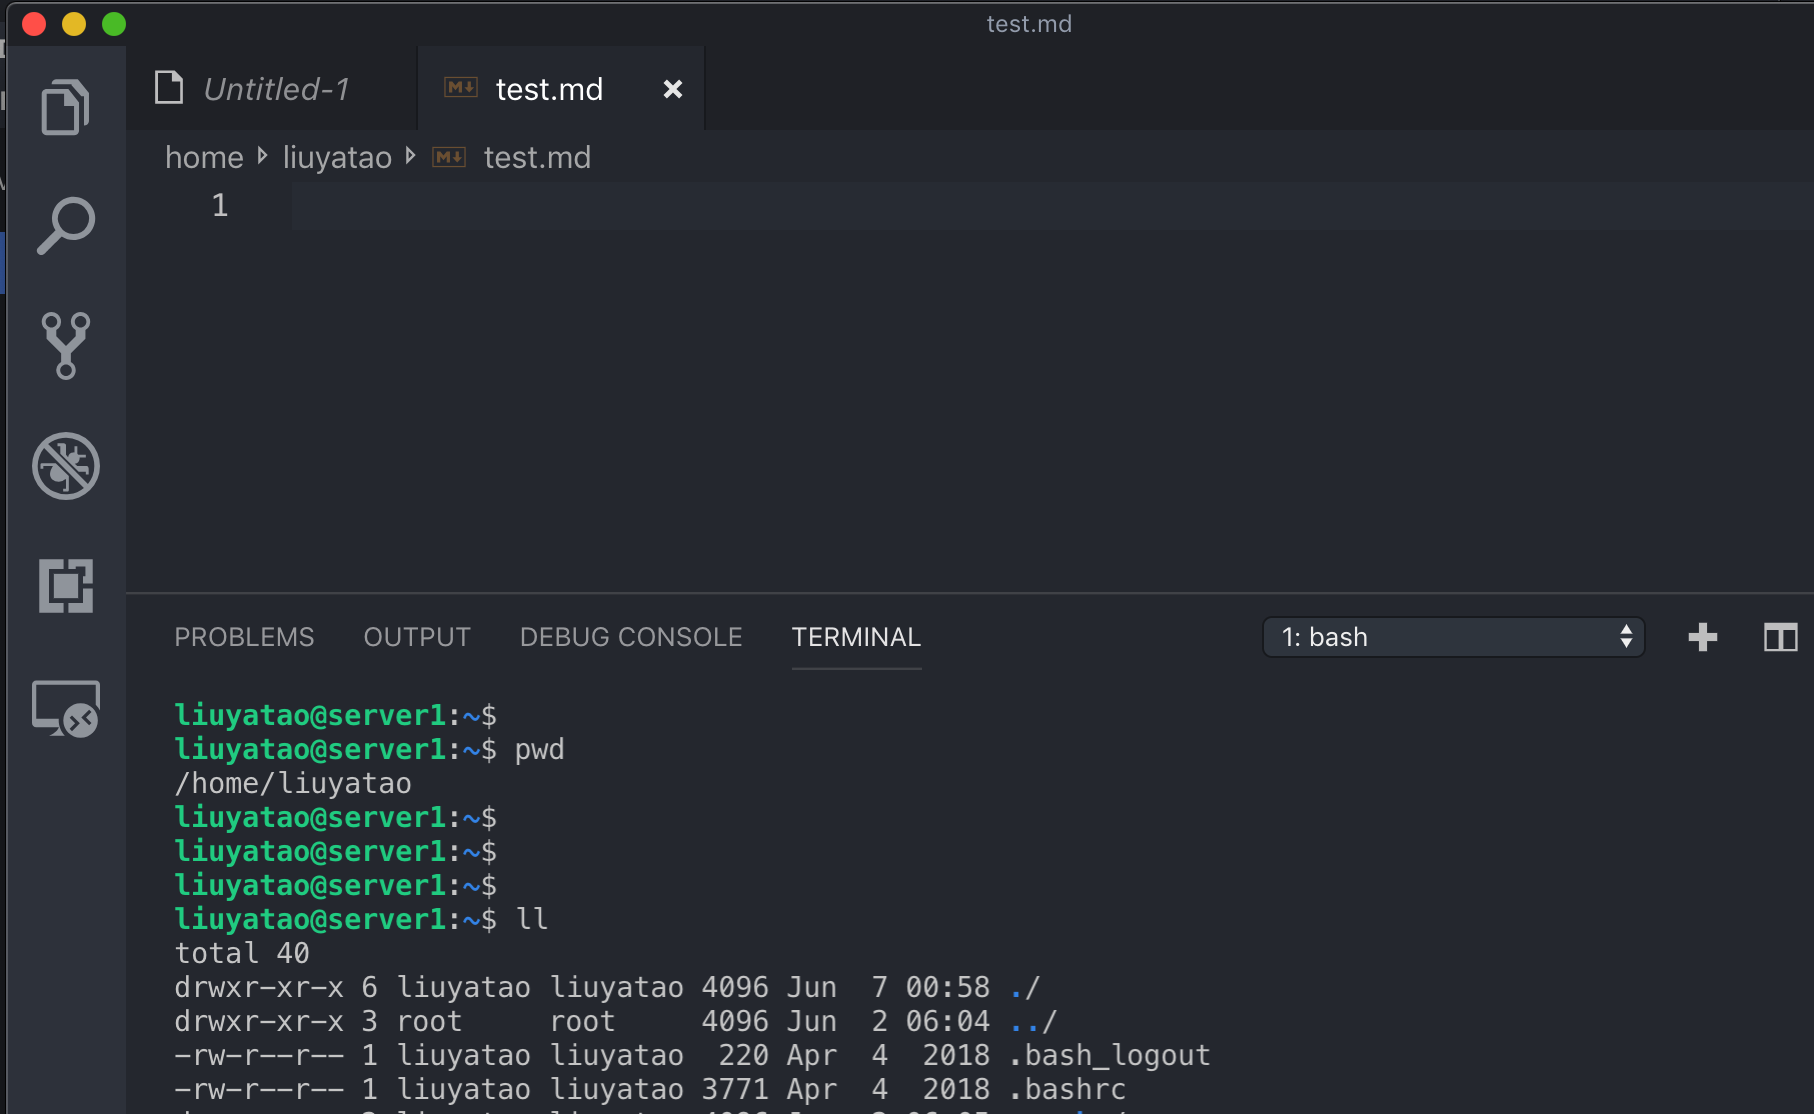 test.md
Untitled-1 test.md
home liuyatao test.md
1
PROBLEMS OUTPUT DEBUG CONSOLE TERMINAL 1: bash
liuyatao@server1:~$
liuyatao@server1:~$ pwd
/home/liuyatao
liuyatao@server1:~$
liuyatao@server1:~$
liuyatao@server1:~$
liuyatao@server1:~$ ll
total 40
drwxr-xr-x 6 liuyatao liuyatao 4096 Jun  7 00:58 ./
drwxr-xr-x 3 root     root     4096 Jun  2 06:04 ../
-rw-r--r-- 1 liuyatao liuyatao  220 Apr  4  2018 .bash_logout
-rw-r--r-- 1 liuyatao liuyatao 3771 Apr  4  2018 .bashrc